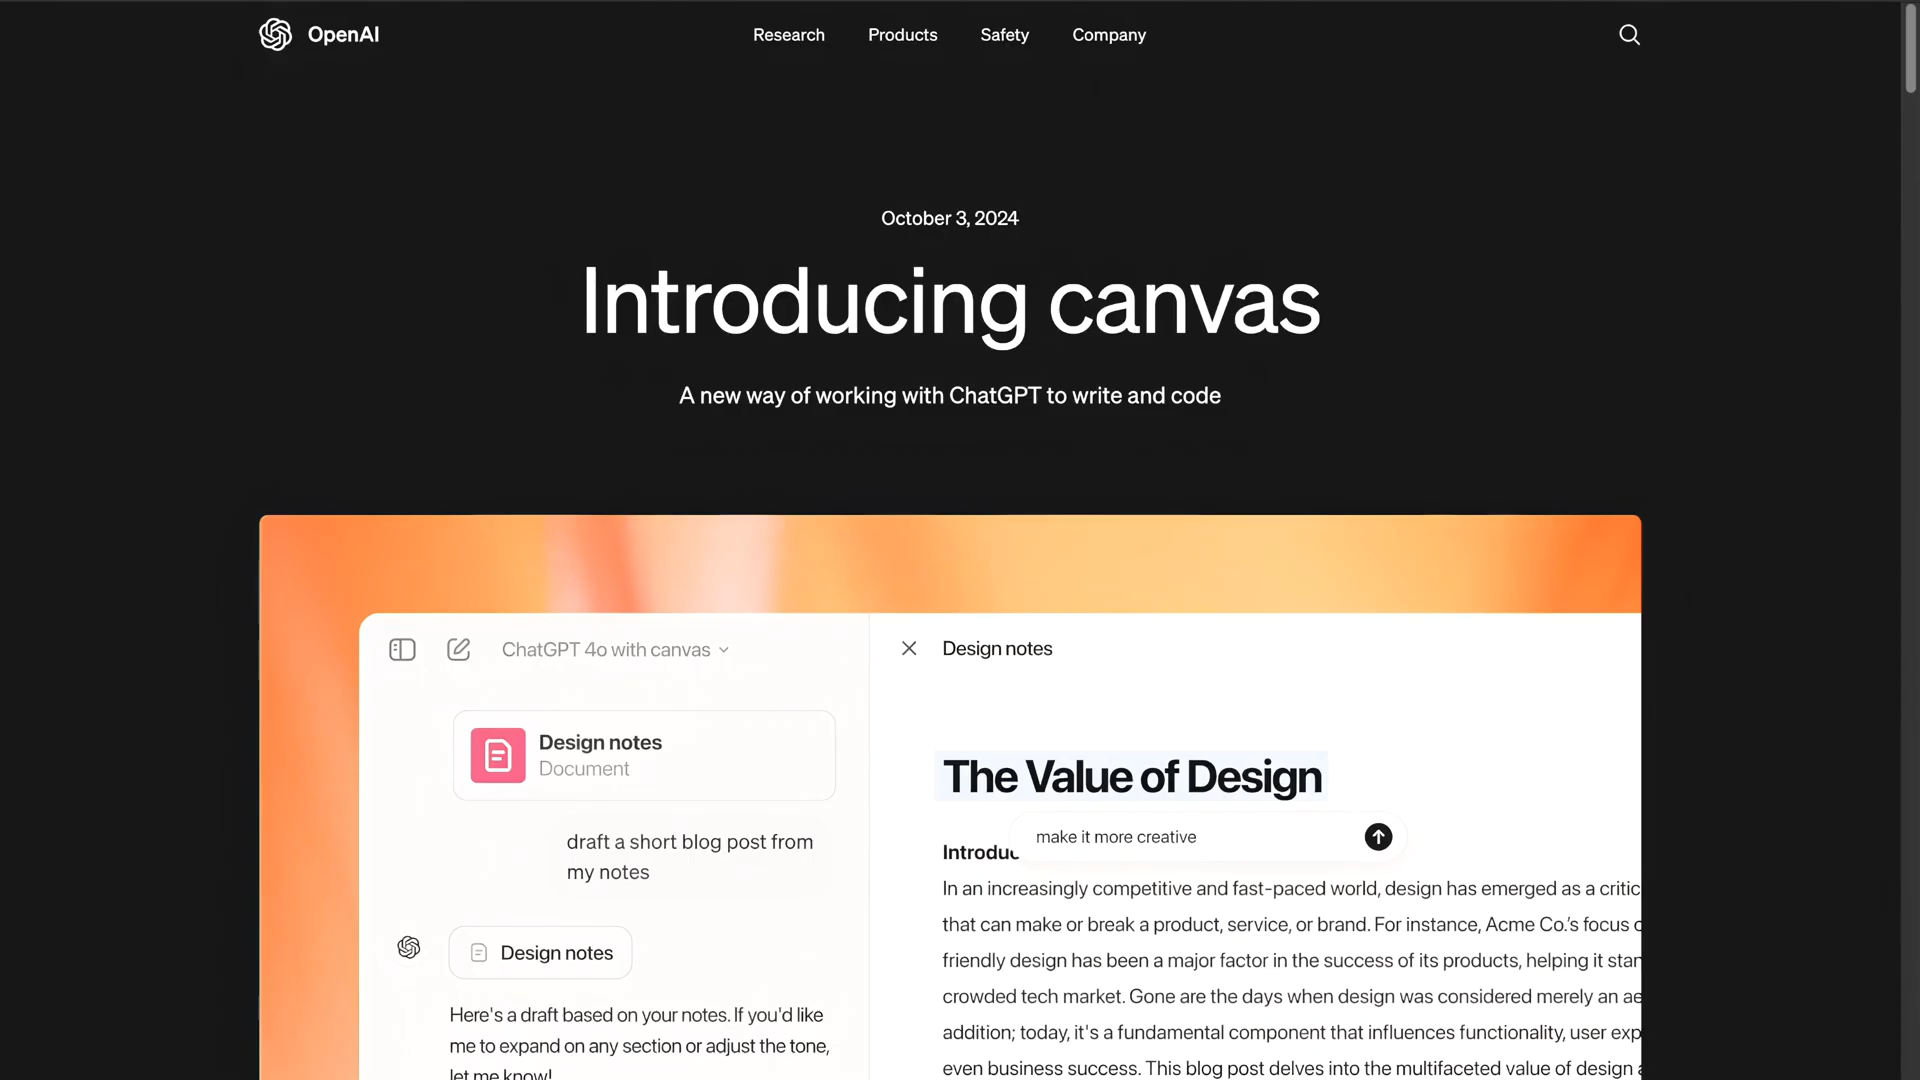 OpenAI
Research Products Safety Company
October 3, 2024
Introducing canvas
A new way of working with ChatGPT to write and code
ChatGPT 4o with canvas
Design notes
Document
draft a short blog post from
my notes
Design notes
Here's a draft based on your notes. If you'd like
me to expand on any section or adjust the tone,
let me know!
Design notes
The Value of Design
make it more creative
In an increasingly competitive and fast-paced world, design has emerged as a
that can make or break a product, service, or brand. For instance, Acme Co.'s focus
friendly design has been a major factor in the success of its products, helping it
crowded tech market. Gone are the days when design was considered merely an
addition; today, it's a fundamental component that influences functionality, user
even business success. This blog post delves into the multifaceted value of design